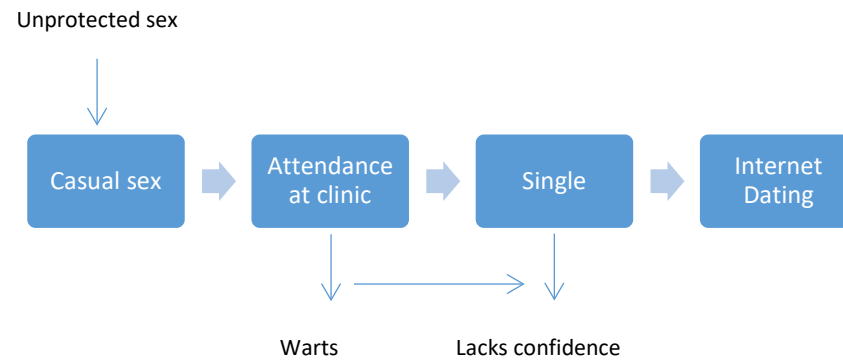 Unprotected sex
Casual sex
Attendance
at clinic
Single
Internet
Dating
Warts
Lacks confidence